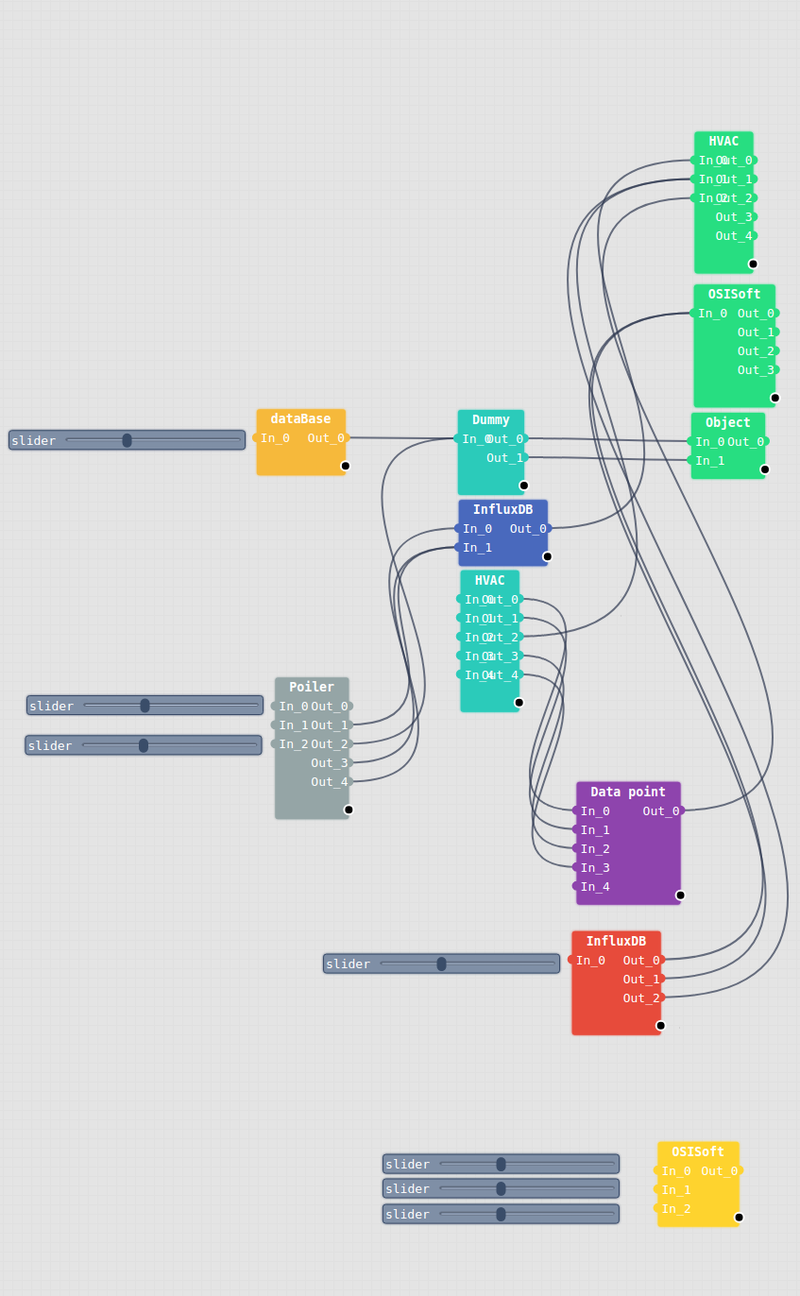 HVAC
In_0 Out_0
In_1 Out_1
In_2 Out_2
Out_3
Out_4
OSISoft
In_0 Out_0
Out_1
Out_2
Out_3
slider
dataBase
In_0 Out_0
Dummy
In_0 Out_0
Out_1
Object
In_0 Out_0
In_1
InfluxDB
In_0 Out_0
In_1
HVAC
In_0 Out_0
In_1 Out_1
In_2 Out_2
In_3 Out_3
In_4 Out_4
slider
slider
Poiler
In_0 Out_0
In_1 Out_1
In_2 Out_2
Out_3
Out_4
Data point
In_0 Out_0
In_1
In_2
In_3
In_4
slider
InfluxDB
In_0 Out_0
Out_1
Out_2
slider
slider
slider
OSISoft
In_0 Out_0
In_1
In_2